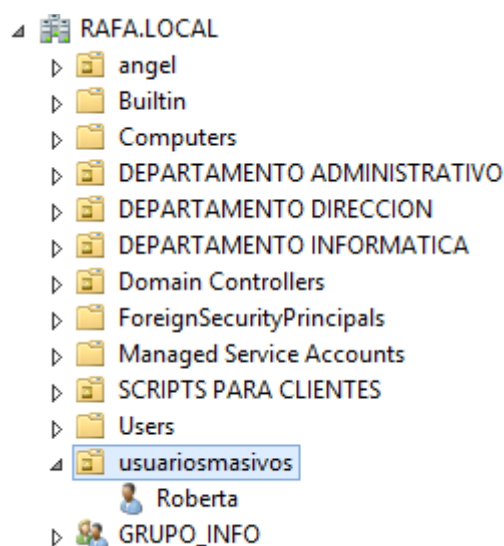 RAFA.LOCAL
angel
Builtin
Computers
DEPARTAMENTO ADMINISTRATIVO
DEPARTAMENTO DIRECCION
DEPARTAMENTO INFORMATICA
Domain Controllers
ForeignSecurityPrincipals
Managed Service Accounts
SCRIPTS PARA CLIENTES
Users
usuariosmasivos
Roberta
GRUPO_INFO